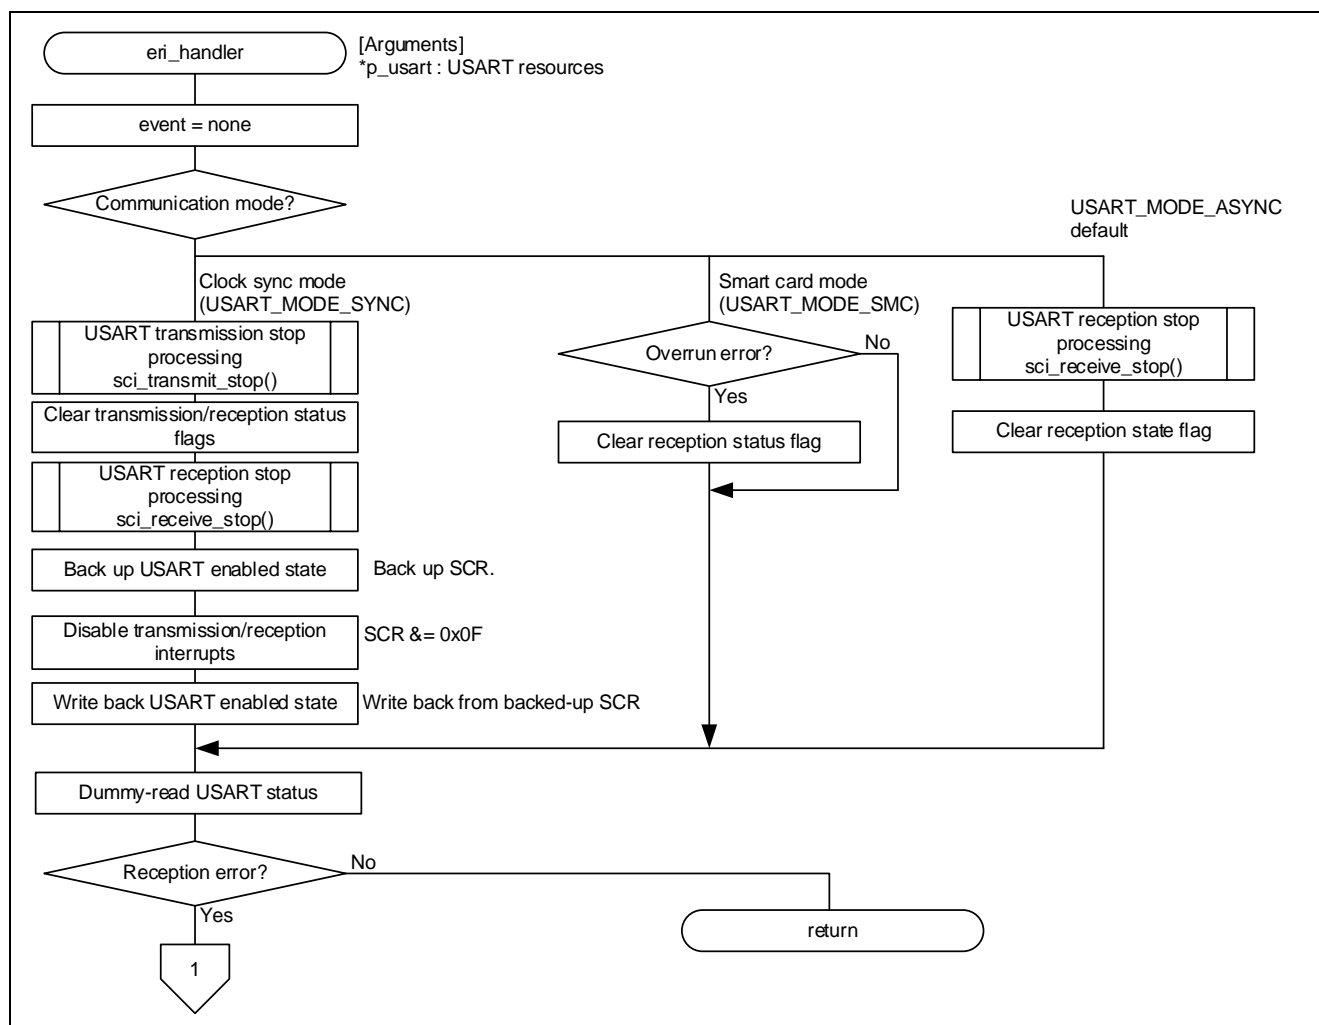 eri_handler
[Arguments]
*p_usart : USART resources
event = none
Communication mode?
USART_MODE_ASYNC
default
Clock sync mode
(USART_MODE_SYNC)
Smart card mode
(USART_MODE_SMC)
USART transmission stop
processing
sci_transmit_stop()
Overrun error?
No
Yes
USART reception stop
processing
sci_receive_stop()
Clear transmission/reception status
flags
Clear reception status flag
Clear reception state flag
USART reception stop
processing
sci_receive_stop()
Back up USART enabled state
Back up SCR.
Disable transmission/reception
interrupts
SCR &= 0x0F
Write back USART enabled state
Write back from backed-up SCR
Dummy-read USART status
Reception error?
No
Yes
return
1